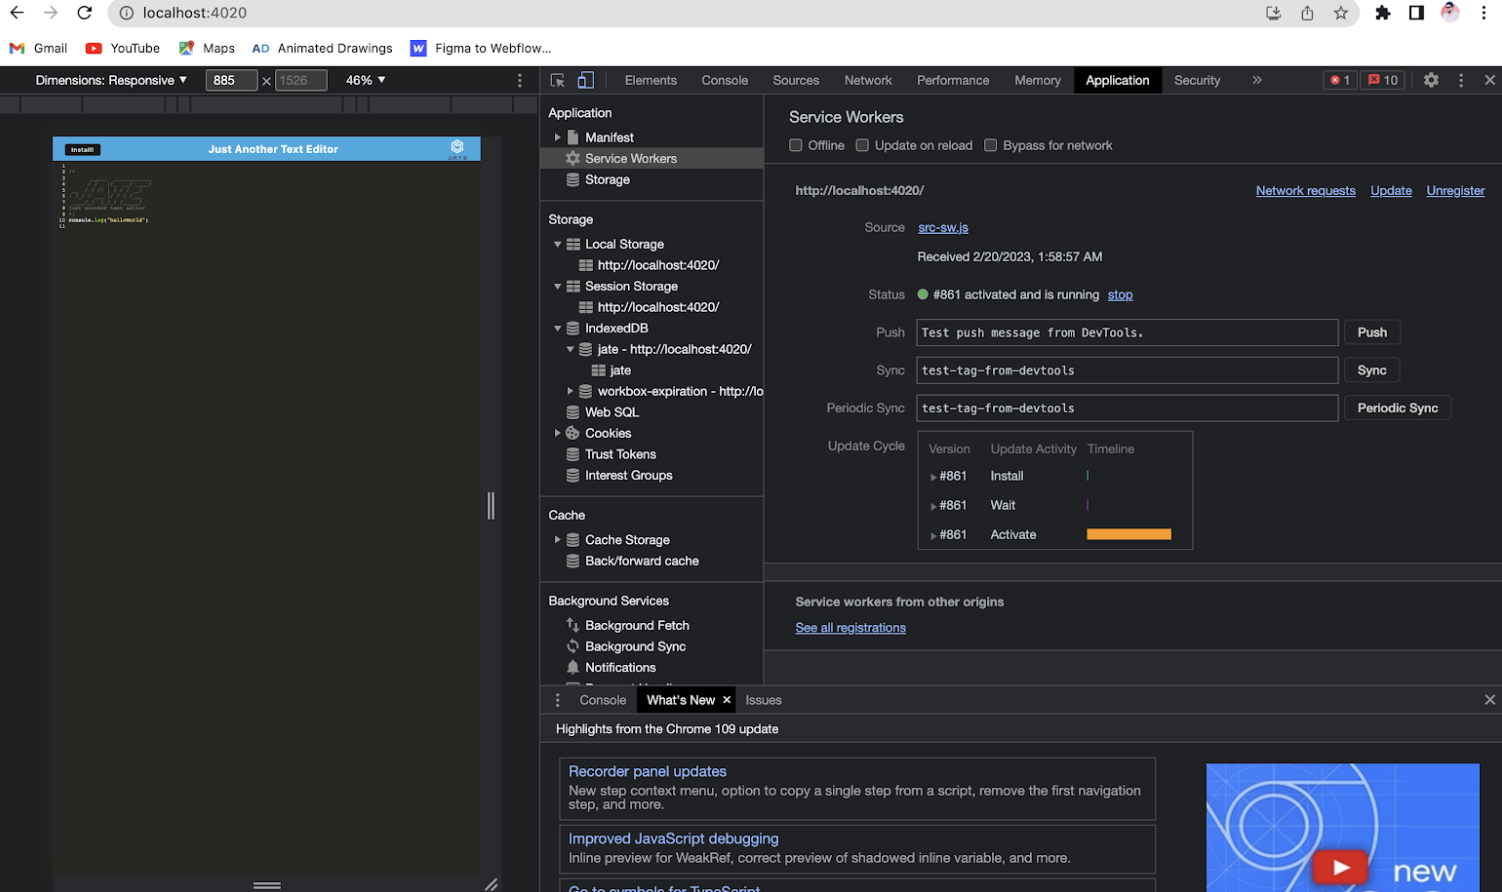 localhost:4020
Gmail YouTube Maps AD Animated Drawings W Figma to Webflow...
Dimensions: Responsive ▼ 885 × 1526 46% ▼
Elements Console Sources Network Performance Memory Application Security » 1 10
Install!
Just Another Text Editor
1
2 /*
3
4
5
6
7
8 just another text editor
9 */
10 console.log("helloWorld")
11
Application
Manifest
Service Workers
Storage
Storage
Local Storage
http://localhost:4020/
Session Storage
http://localhost:4020/
IndexedDB
jate - http://localhost:4020/
jate
workbox-expiration - http://lo
Web SQL
Cookies
Trust Tokens
Interest Groups
Cache
Cache Storage
Back/forward cache
Background Services
Background Fetch
Background Sync
Notifications
Service Workers
Offline Update on reload Bypass for network
http://localhost:4020/ Network requests Update Unregister
Source src-sw.js
Received 2/20/2023, 1:58:57 AM
Status #861 activated and is running stop
Push Test push message from DevTools. Push
Sync test-tag-from-devtools Sync
Periodic Sync test-tag-from-devtools Periodic Sync
Update Cycle Version Update Activity Timeline
#861 Install
#861 Wait
#861 Activate
Service workers from other origins
See all registrations
Console What's New × Issues
Highlights from the Chrome 109 update
Recorder panel updates
New step context menu, option to copy a single step from a script, remove the first navigation
step, and more.
Improved JavaScript debugging
Inline preview for WeakRef, correct preview of shadowed inline variable, and more.
Go to symbols for TypeScript
new